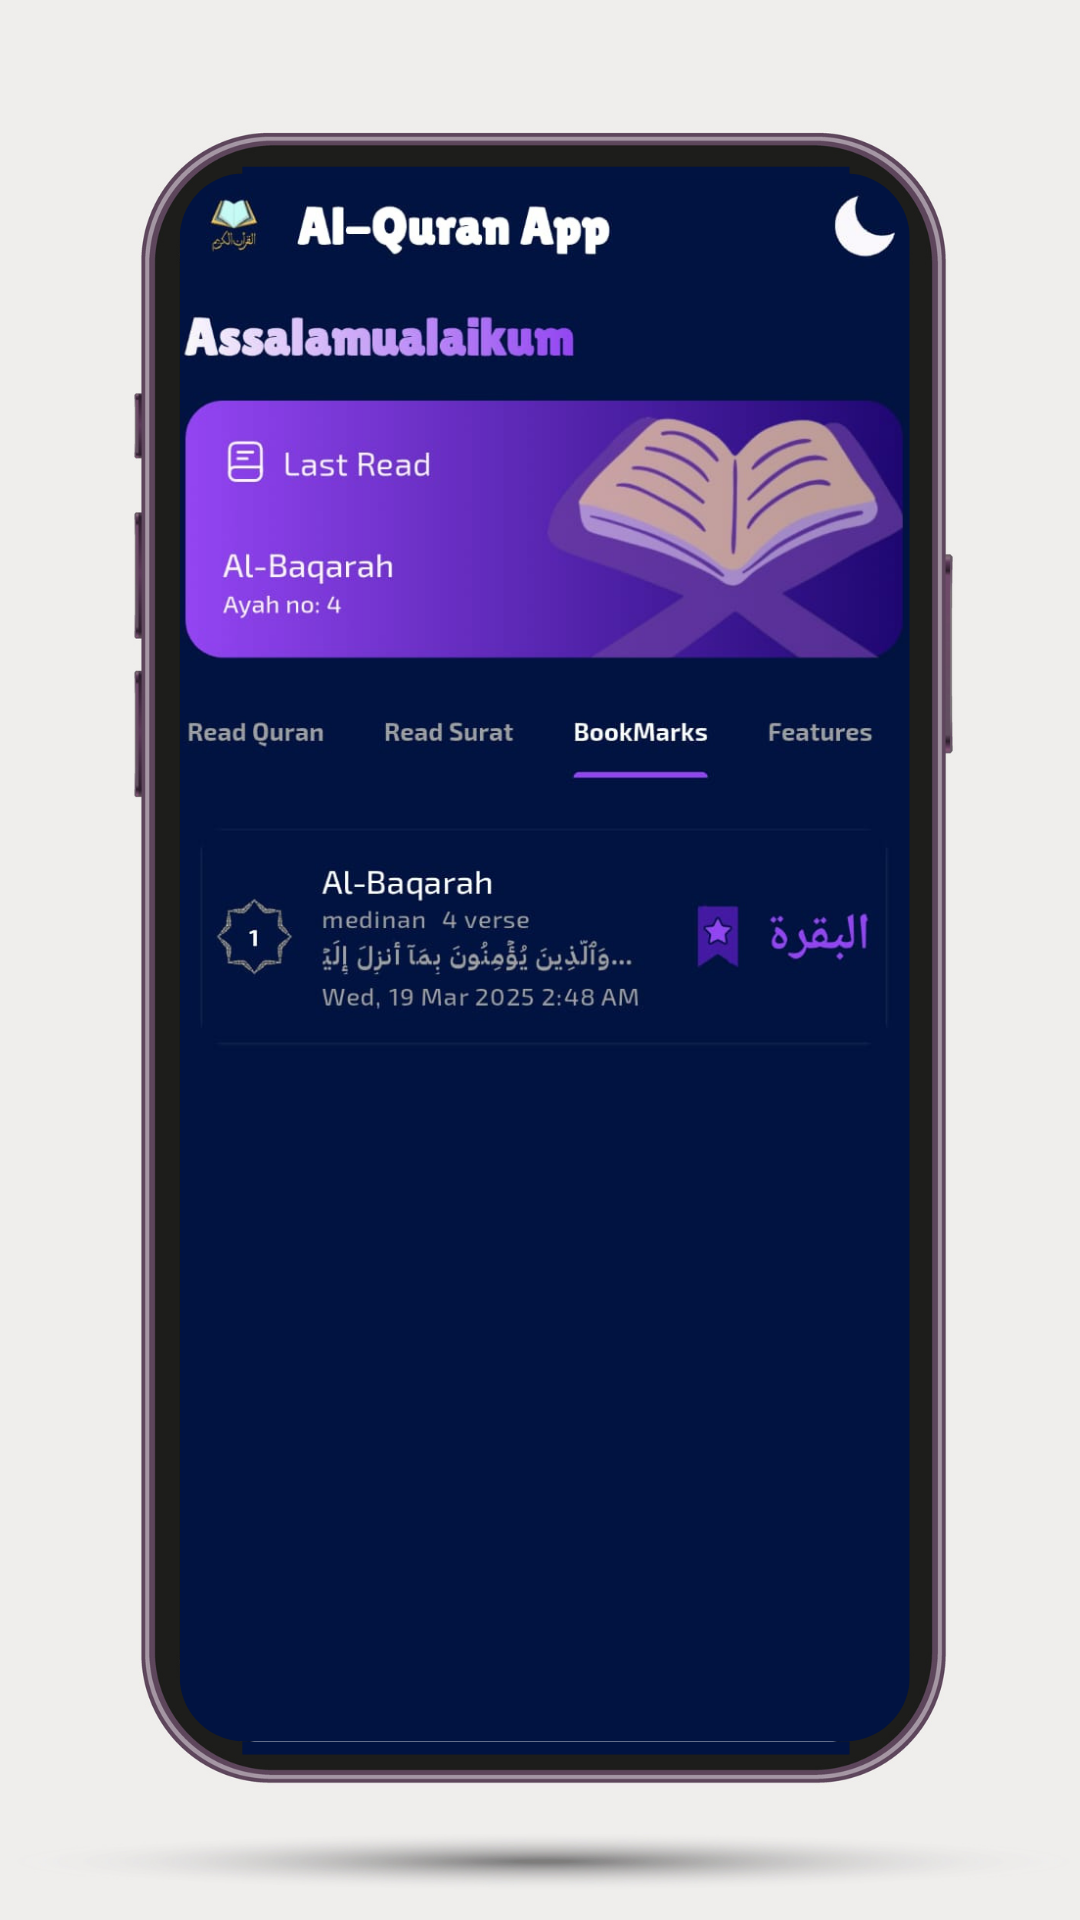 القرآن الكريم
Al-Quran App
Assalamualaikum
Last Read
Al-Baqarah
Ayah no: 4
Read Quran
Read Surat
BookMarks
Features
1
Al-Baqarah
medinan 4 verse
وَٱلَّذِينَ يُؤْمِنُونَ بِمَآ أُنزِلَ إِلَيْ...
Wed, 19 Mar 2025 2:48 AM
البقرة